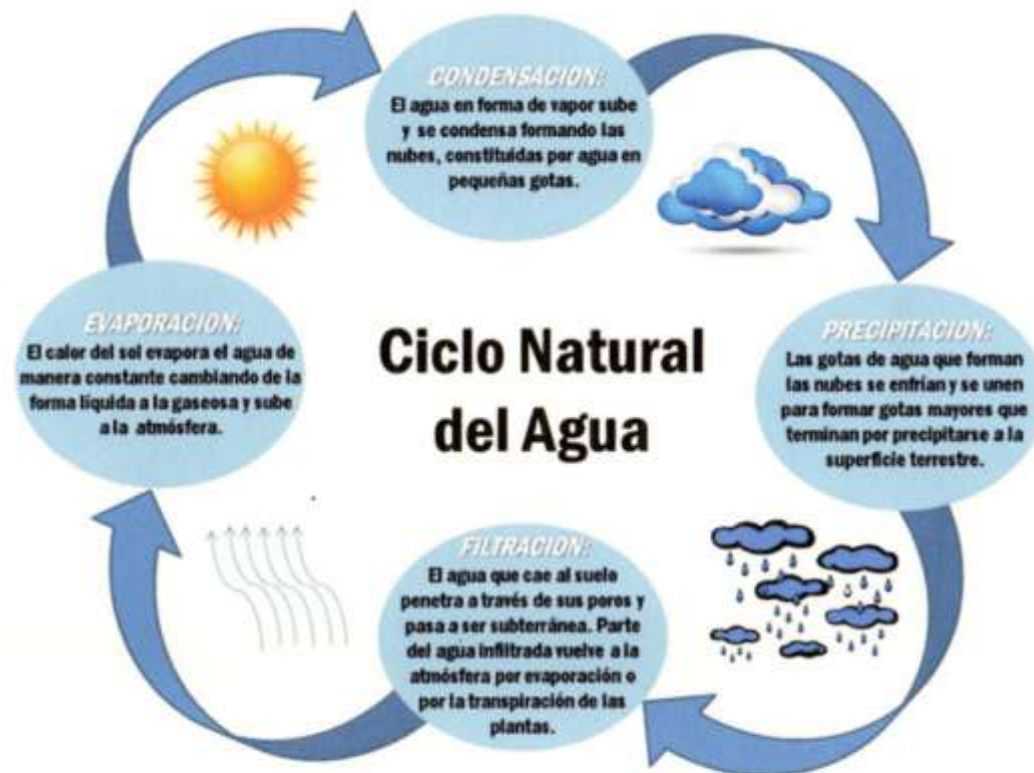 CONDENSACION:
El agua en forma de vapor sube
y se condensa formando las
nubes, constituídas por agua en
pequeñas gotas.
EVAPORACION:
El calor del sol evapora el agua de
manera constante cambiando de la
forma líquida a la gaseosa y sube
a la atmósfera.
Ciclo Natural
del Agua
PRECIPITACION:
Las gotas de agua que forman
las nubes se enfrían y se unen
para formar gotas mayores que
terminan por precipitarse a la
superficie terrestre.
FILTRACION:
El agua que cae al suelo
penetra a través de sus poros y
pasa a ser subterránea. Parte
del agua infiltrada vuelve a la
atmósfera por evaporación o
por la transpiración de las
plantas.